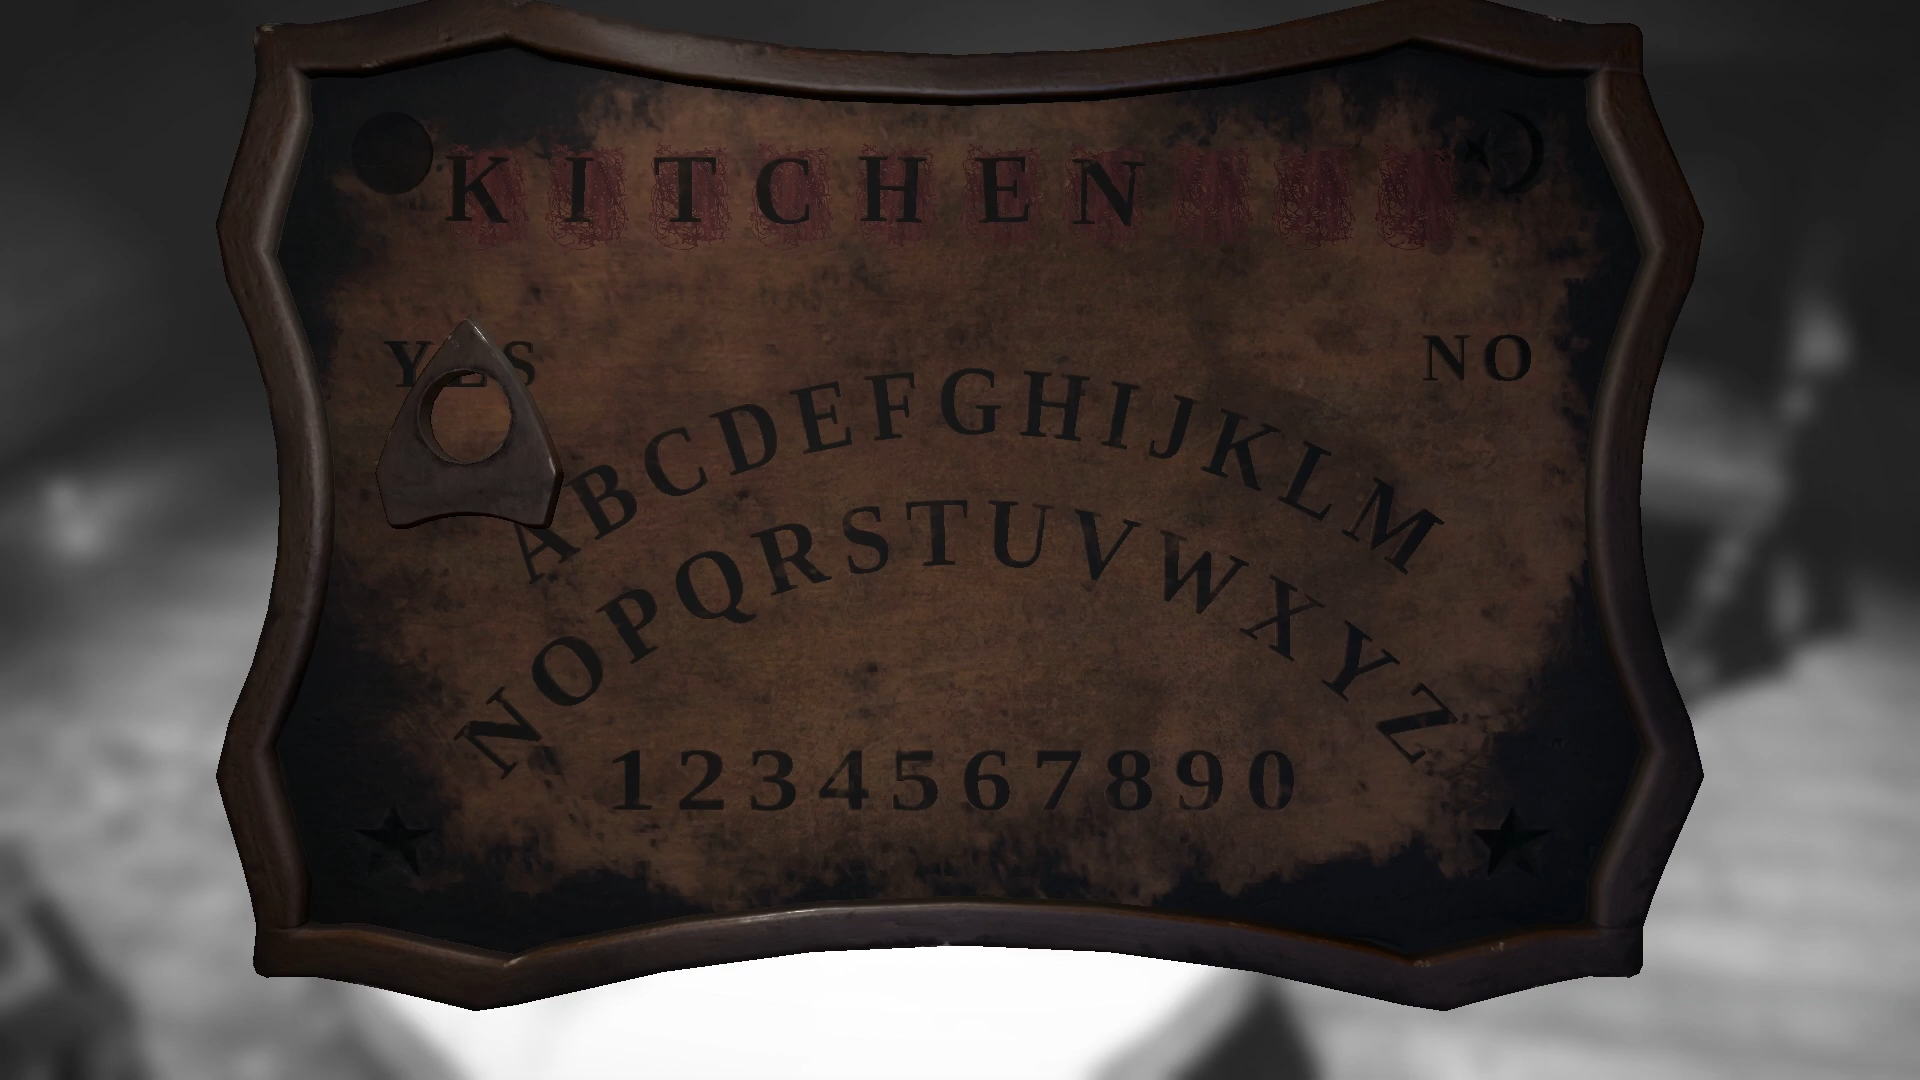 KITCHEN
YES NO
ABCDEFGHIJKLM
NOPQRSTUVWXYZ
1234567890